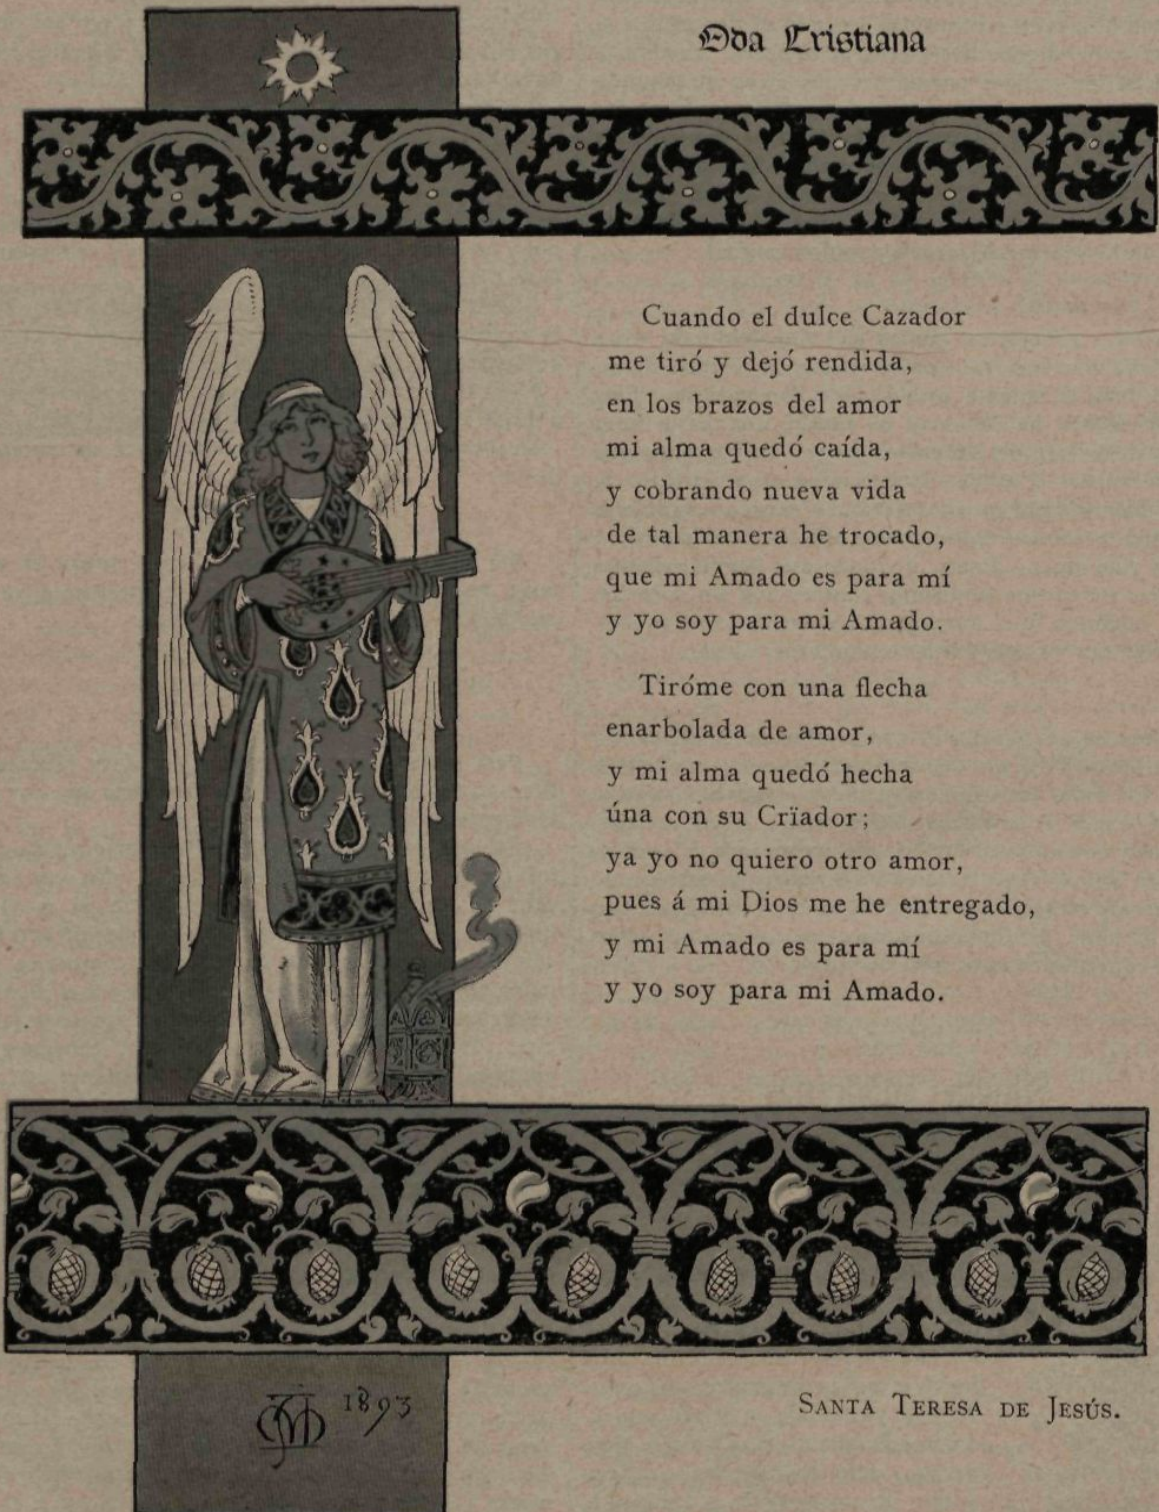 Oda Cristiana
Cuando el dulce Cazador
me tiró y dejó rendida,
en los brazos del amor
mi alma quedó caída,
y cobrando nueva vida
de tal manera he trocado,
que mi Amado es para mí
y yo soy para mi Amado.
Tiróme con una flecha
enarbolada de amor,
y mi alma quedó hecha
úna con su Crïador;
ya yo no quiero otro amor,
pues á mi Dios me he entregado,
y mi Amado es para mí
y yo soy para mi Amado.
1893
SANTA TERESA DE JESÚS.